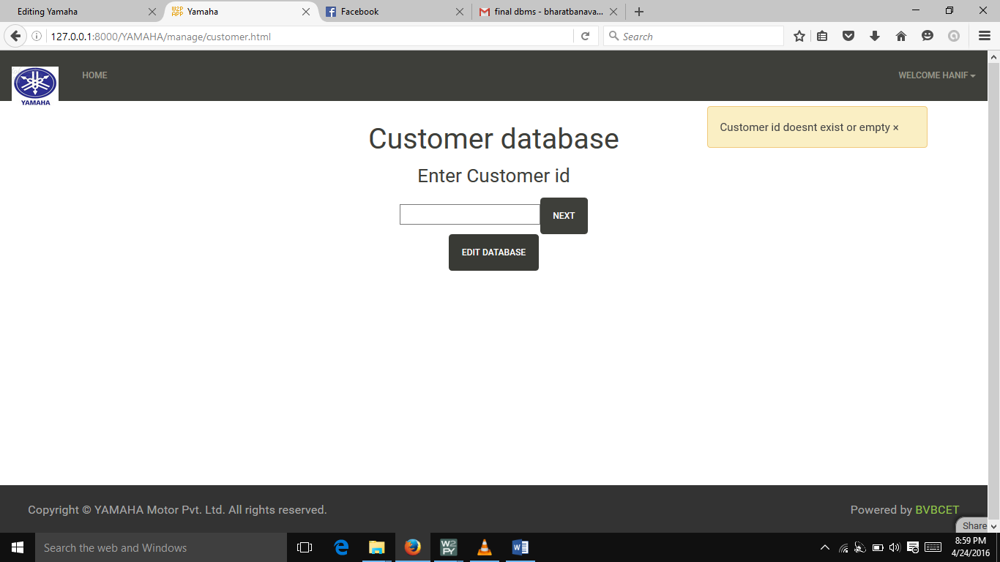 Editing Yamaha
Yamaha
Facebook
final dbms - bharatbanava...
127.0.0.1:8000/YAMAHA/manage/customer.html
Search
YAMAHA
HOME
WELCOME HANIF
Customer id doesnt exist or empty ×
Customer database
Enter Customer id
NEXT
EDIT DATABASE
Copyright © YAMAHA Motor Pvt. Ltd. All rights reserved.
Powered by BVBCET
Share
Search the web and Windows
W2
PY
8:59 PM
4/24/2016